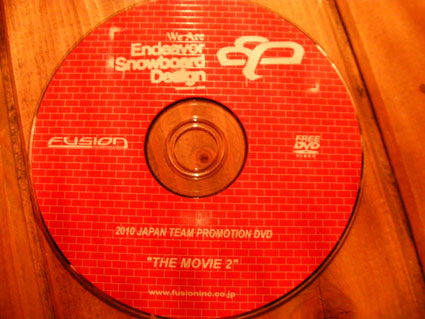 We Are
Endeavor
Snowboard
Design
FUSION
FREE
DVD
VIDEO
2010 JAPAN TEAM PROMOTION DVD
"THE MOVIE 2"
www.fusioninc.co.jp